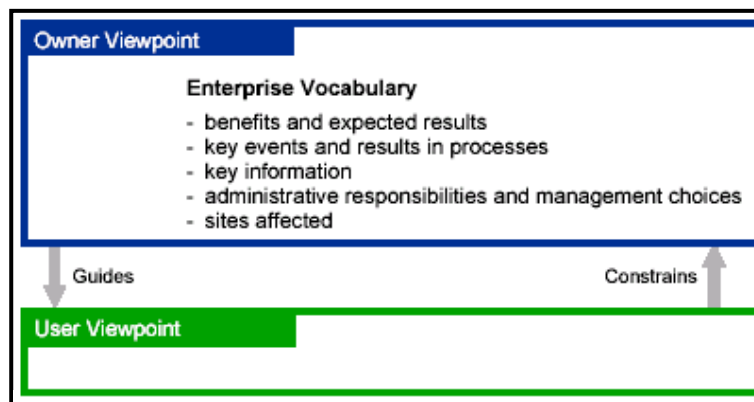 Owner Viewpoint
Enterprise Vocabulary
- benefits and expected results
- key events and results in processes
- key information
- administrative responsibilities and management choices
- sites affected
Guides
Constrains
User Viewpoint